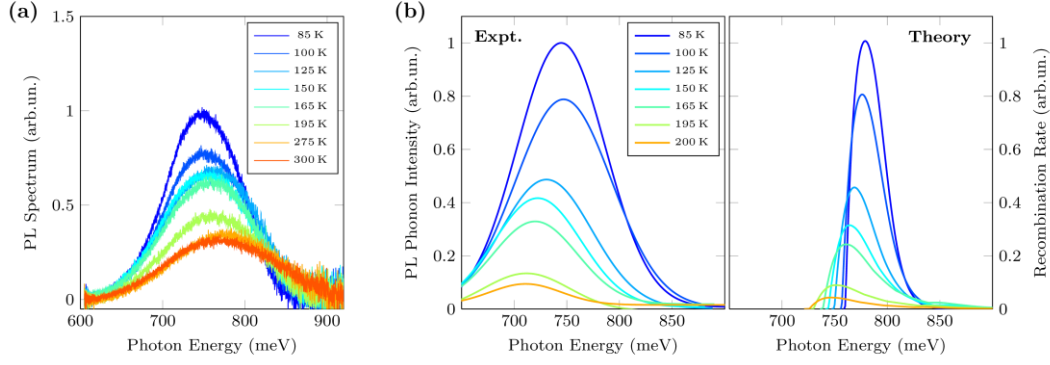 (a)
1.5
1
0.5
0
600
700
800
900
PL Spectrum (arb.un.)
Photon Energy (meV)
85 K
100 K
125 K
150 K
165 K
195 K
275 K
300 K
(b)
Expt.
1
0.8
0.6
0.4
0.2
0
700
750
800
850
PL Phonon Intensity (arb.un.)
Photon Energy (meV)
85 K
100 K
125 K
150 K
165 K
195 K
200 K
Theory
700
750
800
850
Photon Energy (meV)
1
0.8
0.6
0.4
0.2
0
Recombination Rate (arb.un.)